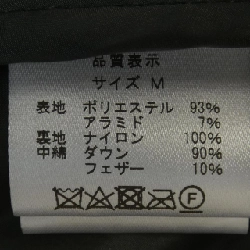 品質表示
サイズ M
表地 ポリエステル 93%
アラミド 7%
裏地 ナイロン 100%
中綿 ダウン 90%
フェザー 10%
F